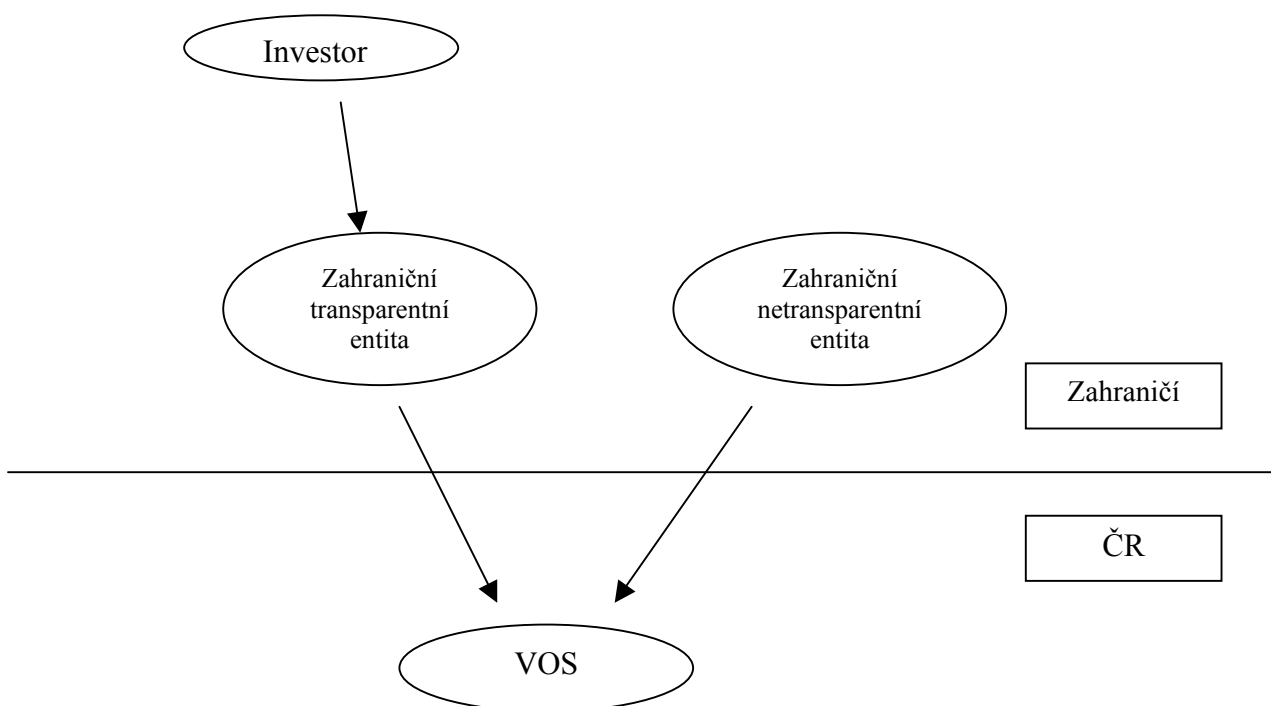 Investor
Zahraniční
transparentní
entita
Zahraniční
netransparentní
entita
Zahraničí
ČR
VOS